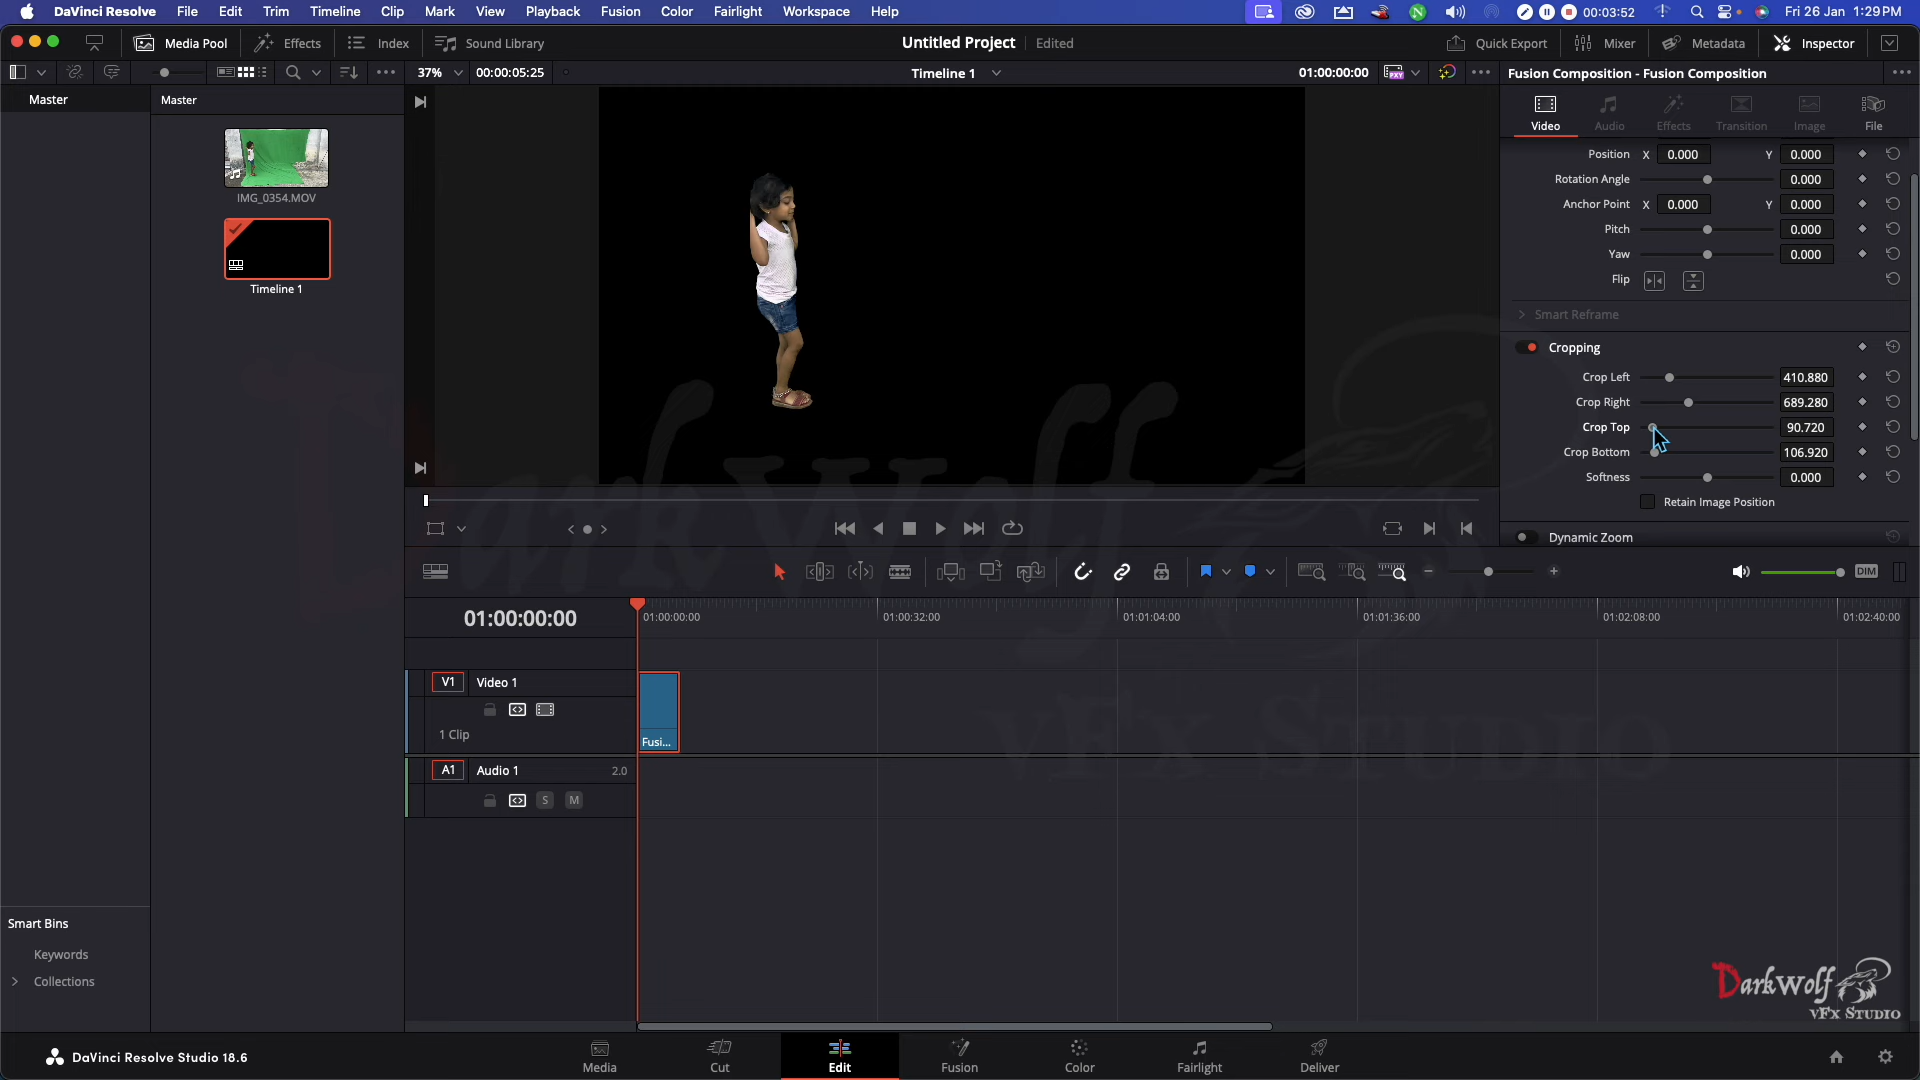 DaVinci Resolve File Edit Trim Timeline Clip Mark View Playback Fusion Color Fairlight Workspace Help 00:03:52 Fri 26 Jan 1:29 PM
Media Pool Effects Index Sound Library Untitled Project Edited Quick Export Mixer Metadata Inspector
37% 00:00:05:25 Timeline 1 01:00:00:00 PXY Fusion Composition - Fusion Composition
Master
Master
Video Audio Effects Transition Image File
IMG_0354.MOV
Timeline 1
Position X 0.000 Y 0.000
Rotation Angle 0.000
Anchor Point X 0.000 Y 0.000
Pitch 0.000
Yaw 0.000
Flip
Smart Reframe
Cropping
Crop Left 410.880
Crop Right 689.280
Crop Top 90.720
Crop Bottom 106.920
Softness 0.000
Retain Image Position
Dynamic Zoom
DIM
01:00:00:00 01:00:00:00 01:00:32:00 01:01:04:00 01:01:36:00 01:02:08:00 01:02:40:00
V1 Video 1
1 Clip
Fusi...
A1 Audio 1 2.0
S M
DarkWolf
vFx Studio
Smart Bins
Keywords
Collections
DarkWolf
vFx Studio
DaVinci Resolve Studio 18.6
Media Cut Edit Fusion Color Fairlight Deliver